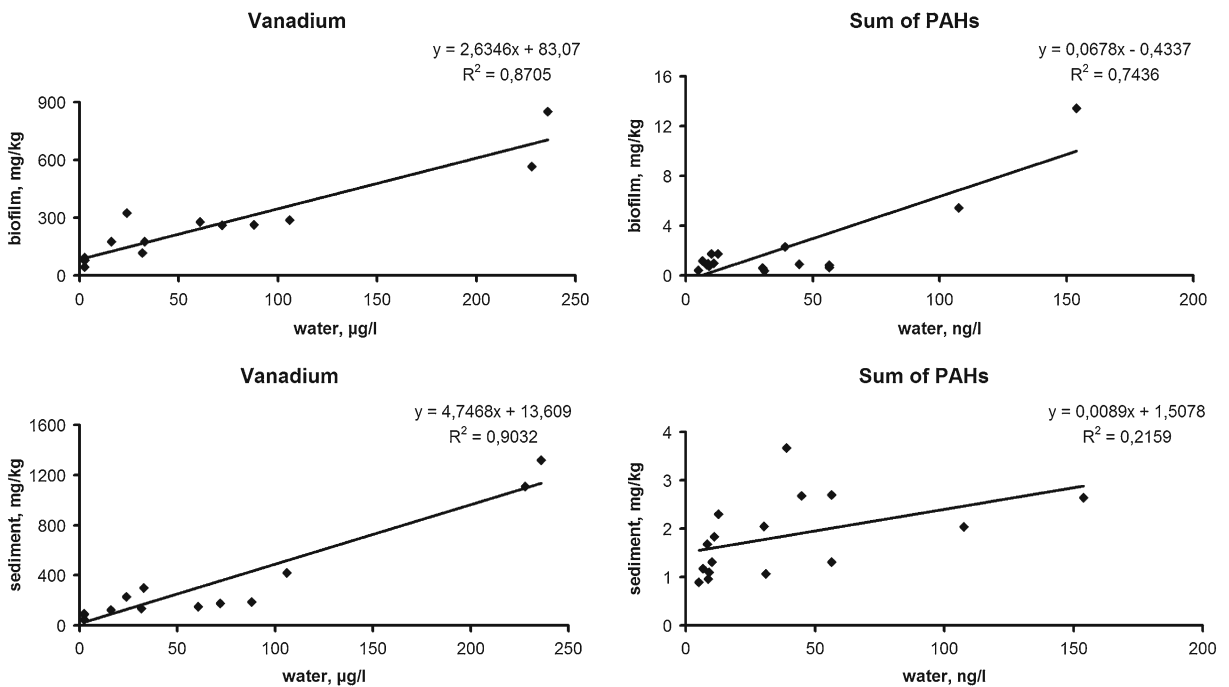 Vanadium
y = 2,6346x + 83,07
R² = 0,8705
900
600
300
0
biofilm, mg/kg
0 50 100 150 200 250
water, µg/l
Sum of PAHs
y = 0,0678x - 0,4337
R² = 0,7436
16
12
8
4
0
biofilm, mg/kg
0 50 100 150 200
water, ng/l
Vanadium
y = 4,7468x + 13,609
R² = 0,9032
1600
1200
800
400
0
sediment, mg/kg
0 50 100 150 200 250
water, µg/l
Sum of PAHs
y = 0,0089x + 1,5078
R² = 0,2159
4
3
2
1
0
sediment, mg/kg
0 50 100 150 200
water, ng/l